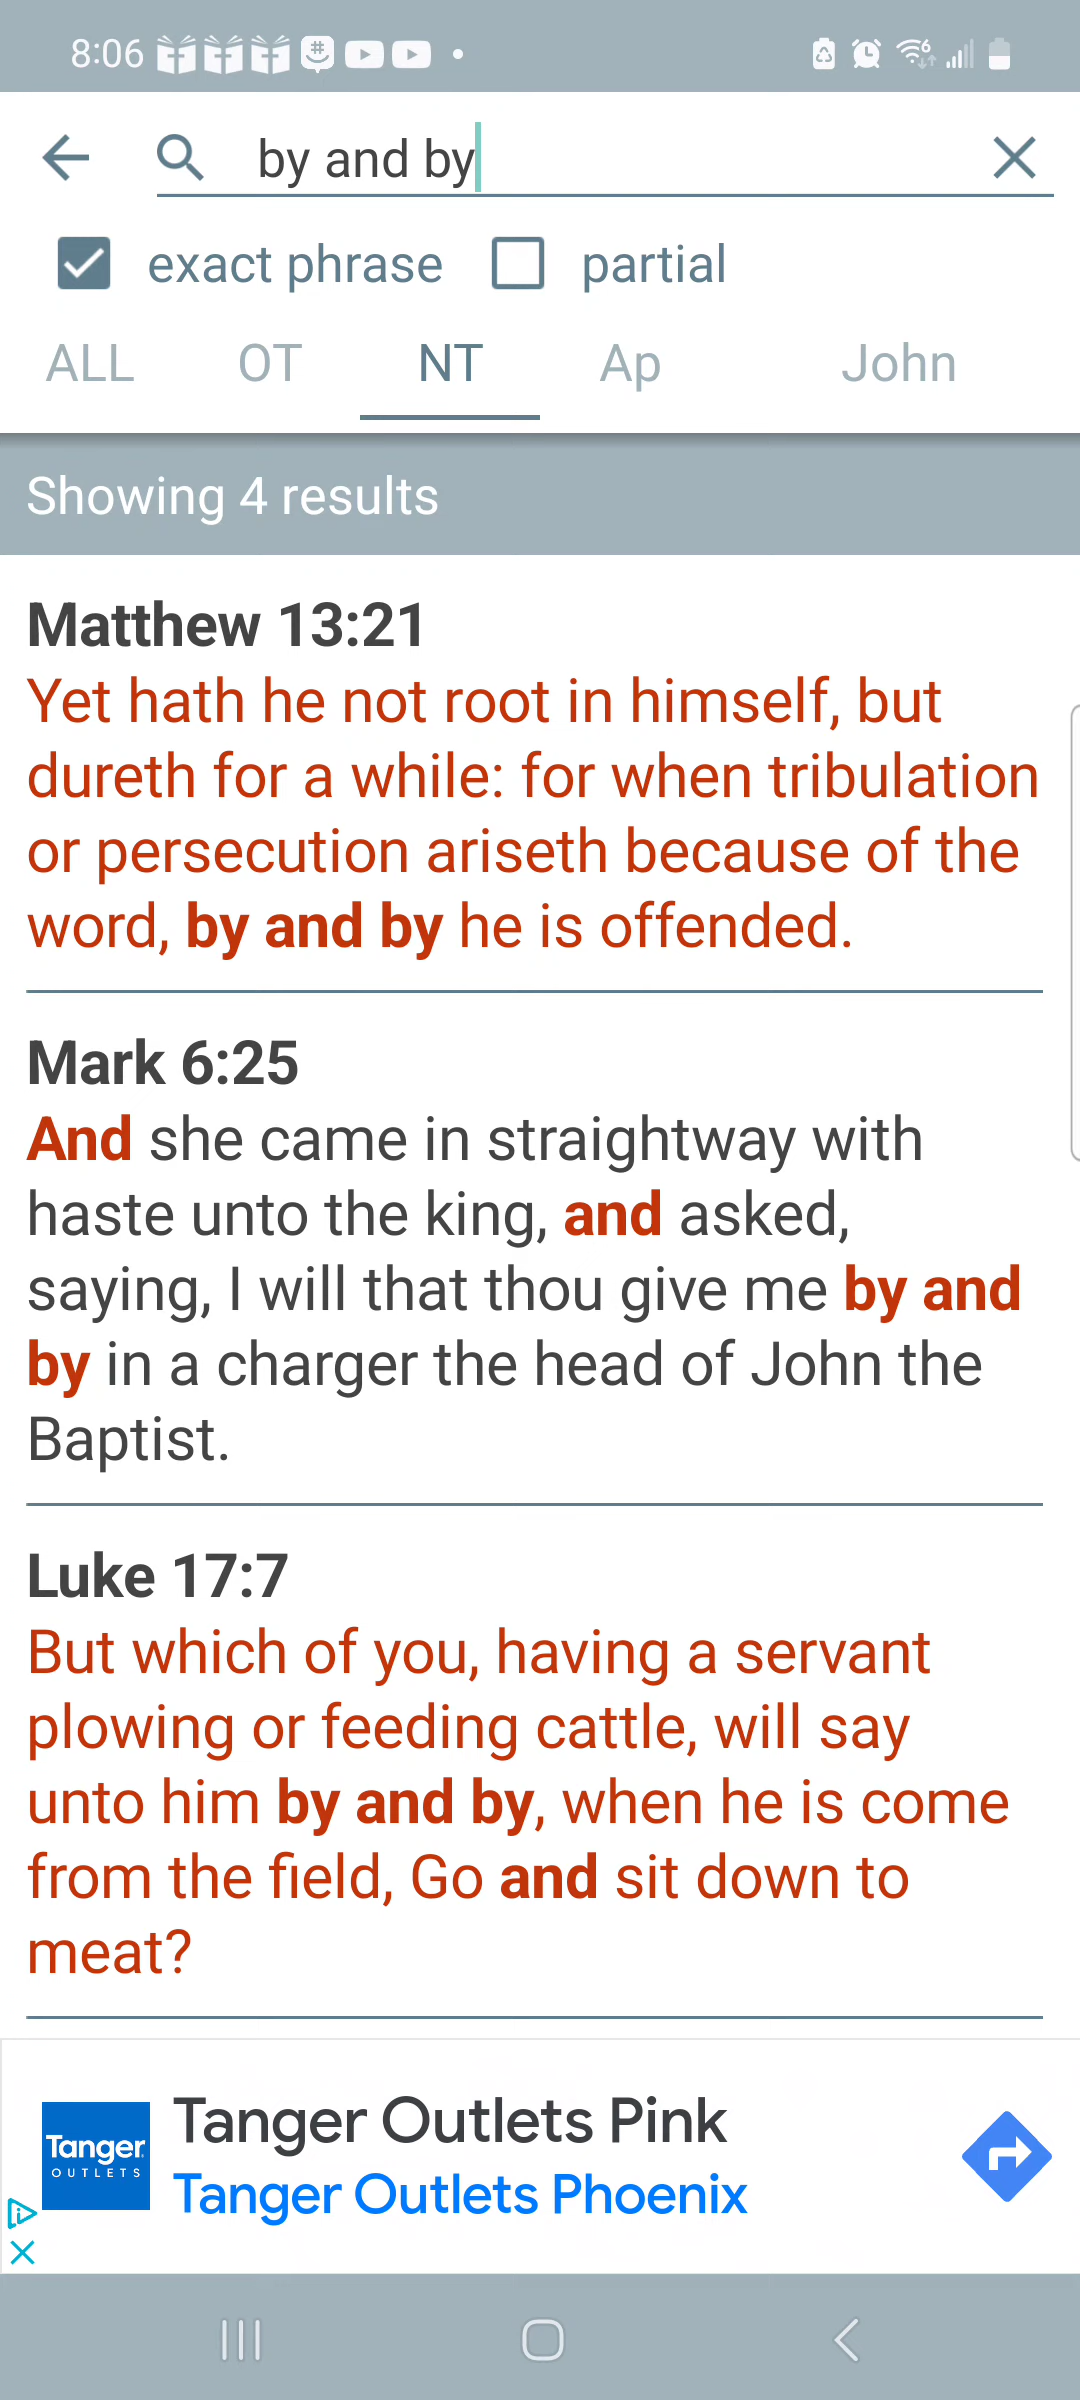 8:06
by and by
exact phrase partial
ALL OT NT Ap John
Showing 4 results
Matthew 13:21
Yet hath he not root in himself, but
dureth for a while: for when tribulation
or persecution ariseth because of the
word, by and by he is offended.
Mark 6:25
And she came in straightway with
haste unto the king, and asked,
saying, I will that thou give me by and
by in a charger the head of John the
Baptist.
Luke 17:7
But which of you, having a servant
plowing or feeding cattle, will say
unto him by and by, when he is come
from the field, Go and sit down to
meat?
Tanger
OUTLETS
Tanger Outlets Pink
Tanger Outlets Phoenix